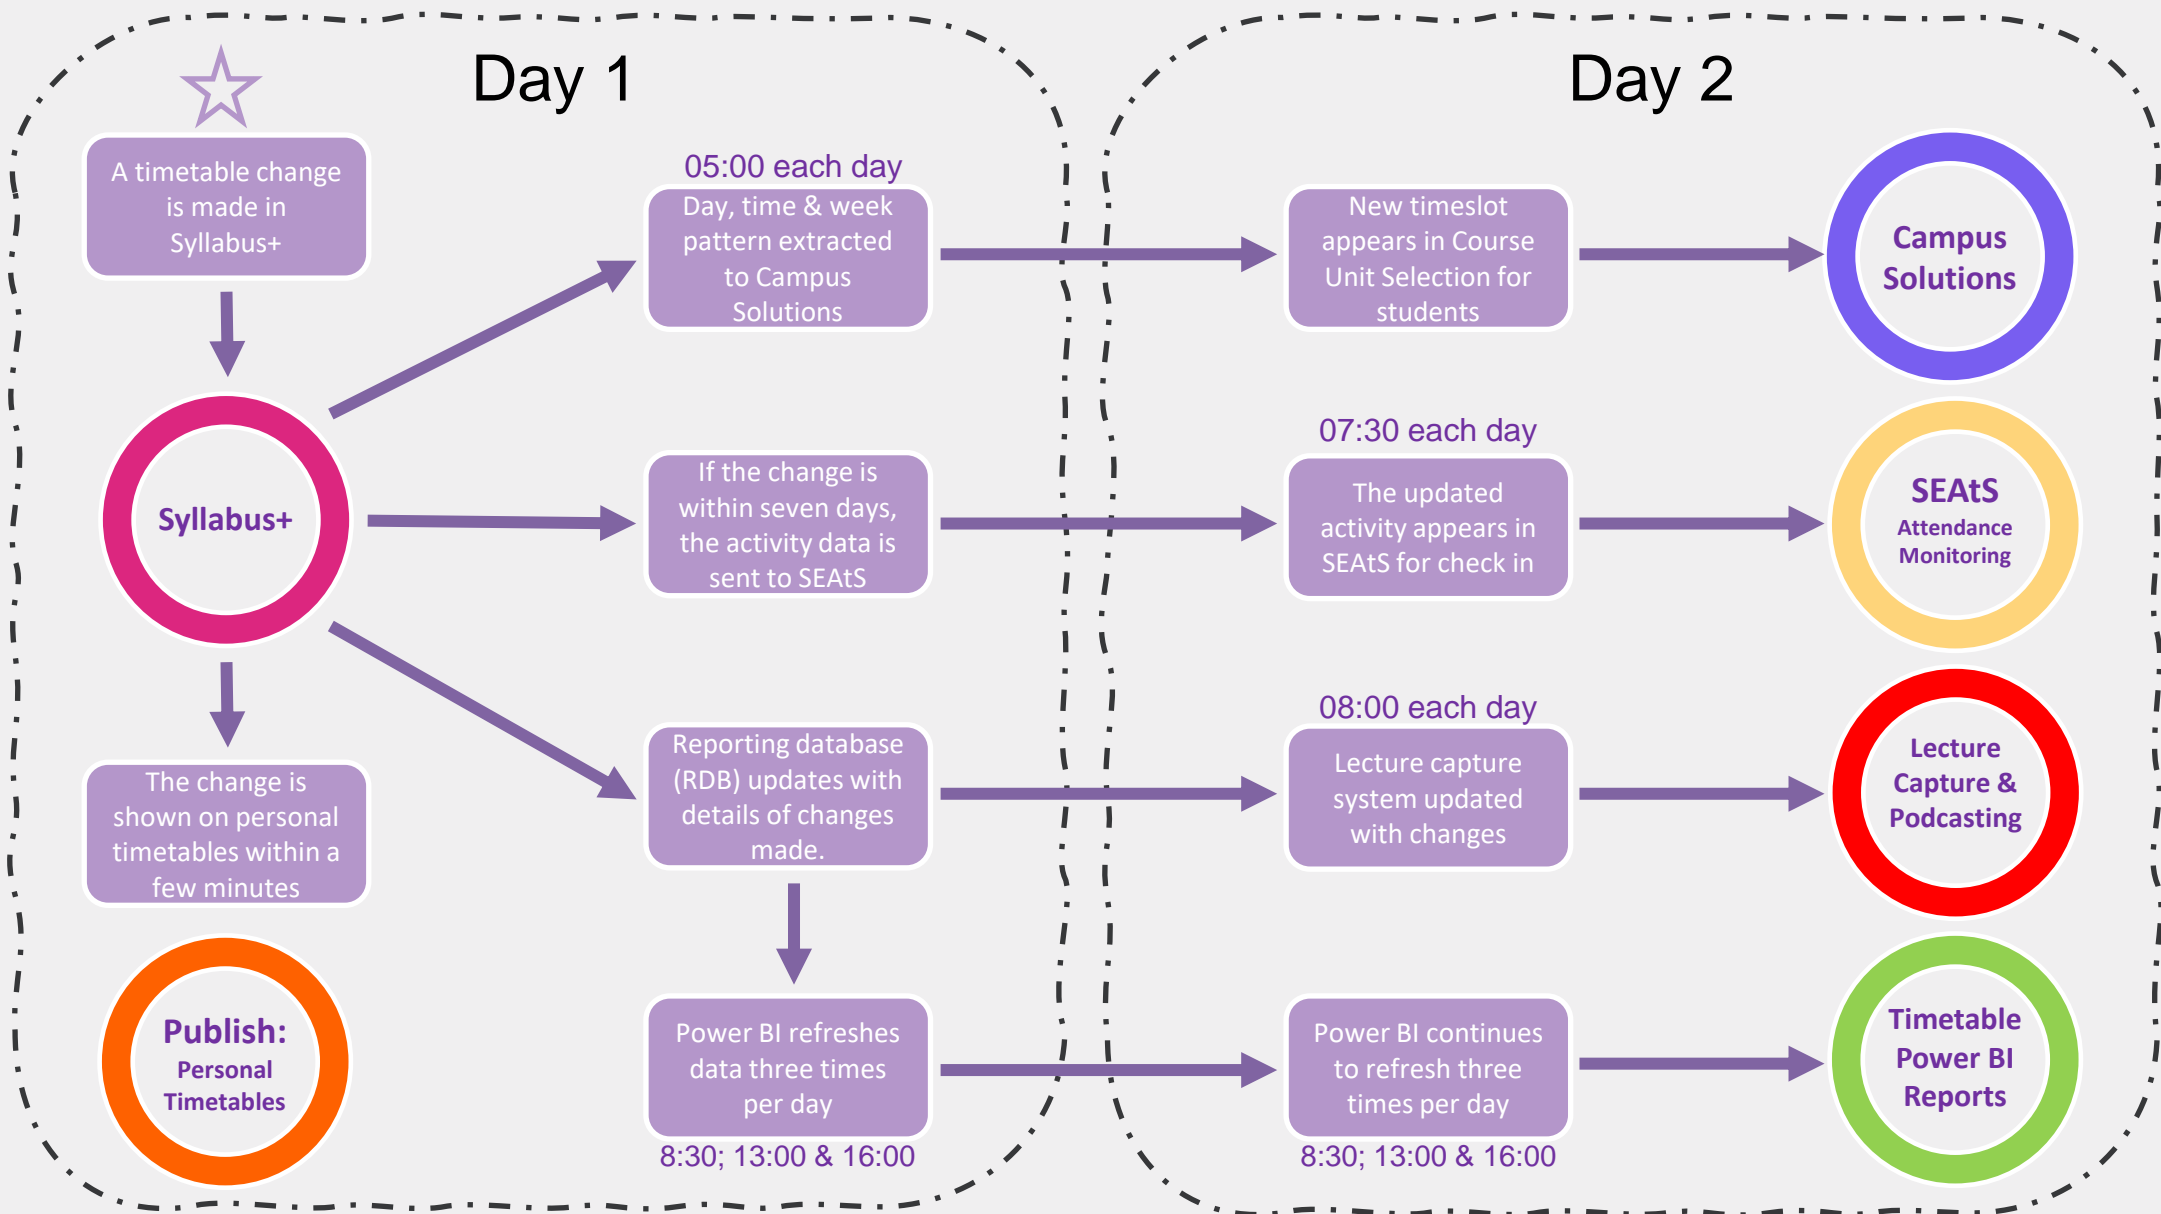 Day 1
A timetable change
is made in
Syllabus+
Syllabus+
The change is
shown on personal
timetables within a
few minutes
Publish:
Personal
Timetables
05:00 each day
Day, time & week
pattern extracted
to Campus
Solutions
If the change is
within seven days,
the activity data is
sent to SEAtS
Reporting database
(RDB) updates with
details of changes
made.
Power BI refreshes
data three times
per day
8:30; 13:00 & 16:00
Day 2
New timeslot
appears in Course
Unit Selection for
students
Campus
Solutions
07:30 each day
The updated
activity appears in
SEAtS for check in
SEAtS
Attendance
Monitoring
08:00 each day
Lecture capture
system updated
with changes
Lecture
Capture &
Podcasting
Power BI continues
to refresh three
times per day
8:30; 13:00 & 16:00
Timetable
Power BI
Reports